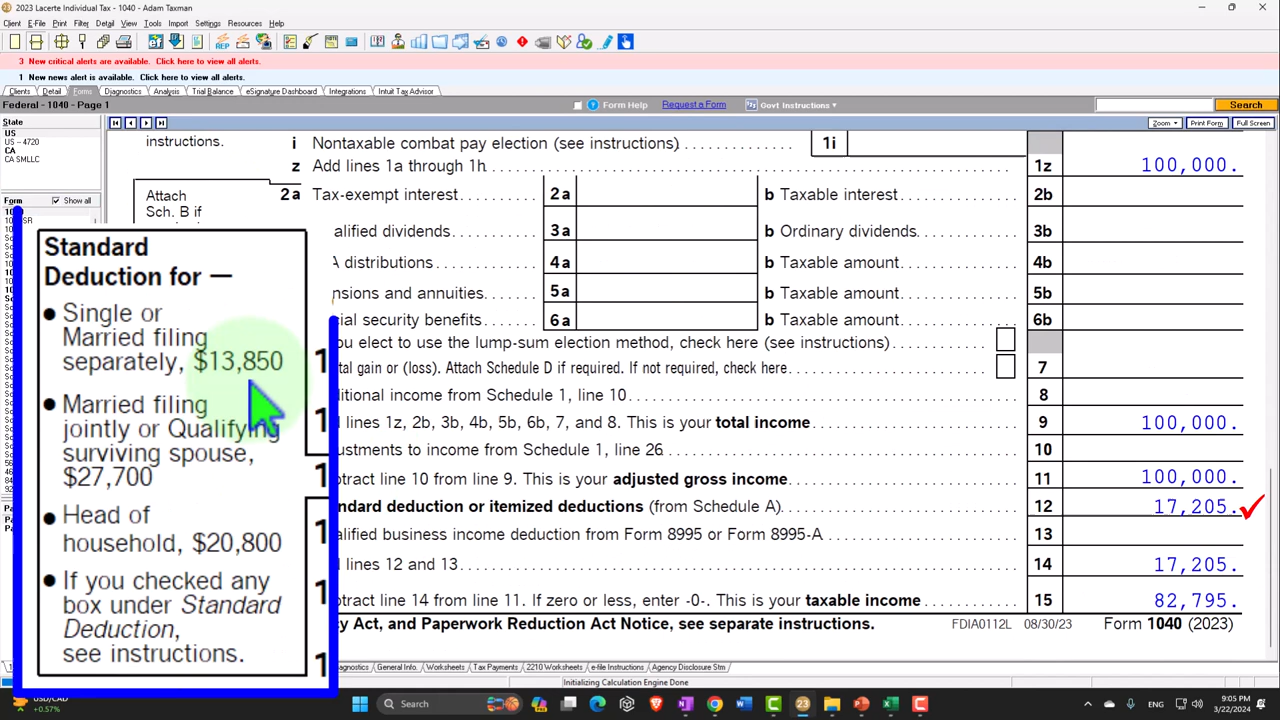 2023 Lacerte Individual Tax - 1040 - Adam Taxman
Client E-File Print Filter Detail View Tools Import Settings Resources Help
3 New critical alerts are available. Click here to view all alerts.
1 New news alert is available. Click here to view all alerts.
Clients Detail Forms Diagnostics Analysis Trial Balance eSignature Dashboard Integrations Intuit Tax Advisor
Federal - 1040 - Page 1 Form Help Request a Form Govt Instructions Search
State Zoom Print Form Full Screen
US
US - 4720
CA
CA SMLLC
Form Show all
instructions. i Nontaxable combat pay election (see instructions) 1i
z Add lines 1a through 1h 1z 100,000.
Attach 2a Tax-exempt interest 2a b Taxable interest 2b
Sch. B if
alified dividends 3a b Ordinary dividends 3b
A distributions 4a b Taxable amount 4b
nsions and annuities 5a b Taxable amount 5b
ial security benefits 6a b Taxable amount 6b
ou elect to use the lump-sum election method, check here (see instructions)
tal gain or (loss). Attach Schedule D if required. If not required, check here 7
ditional income from Schedule 1, line 10 8
d lines 1z, 2b, 3b, 4b, 5b, 6b, 7, and 8. This is your total income 9 100,000.
ustments to income from Schedule 1, line 26 10
btract line 10 from line 9. This is your adjusted gross income 11 100,000.
ndard deduction or itemized deductions (from Schedule A) 12 17,205.
alified business income deduction from Form 8995 or Form 8995-A 13
d lines 12 and 13 14 17,205.
btract line 14 from line 11. If zero or less, enter -0-. This is your taxable income 15 82,795.
cy Act, and Paperwork Reduction Act Notice, see separate instructions. FDIA0112L 08/30/23 Form 1040 (2023)
Standard
Deduction for —
• Single or
Married filing
separately, $13,850
• Married filing
jointly or Qualifying
surviving spouse,
$27,700
• Head of
household, $20,800
• If you checked any
box under Standard
Deduction,
see instructions.
iagnostics General Info. Worksheets Tax Payments 2210 Worksheets e-file Instructions Agency Disclosure Stm
Initializing Calculation Engine Done
USD/CAD
+0.57%
Search
ENG
9:05 PM
3/22/2024